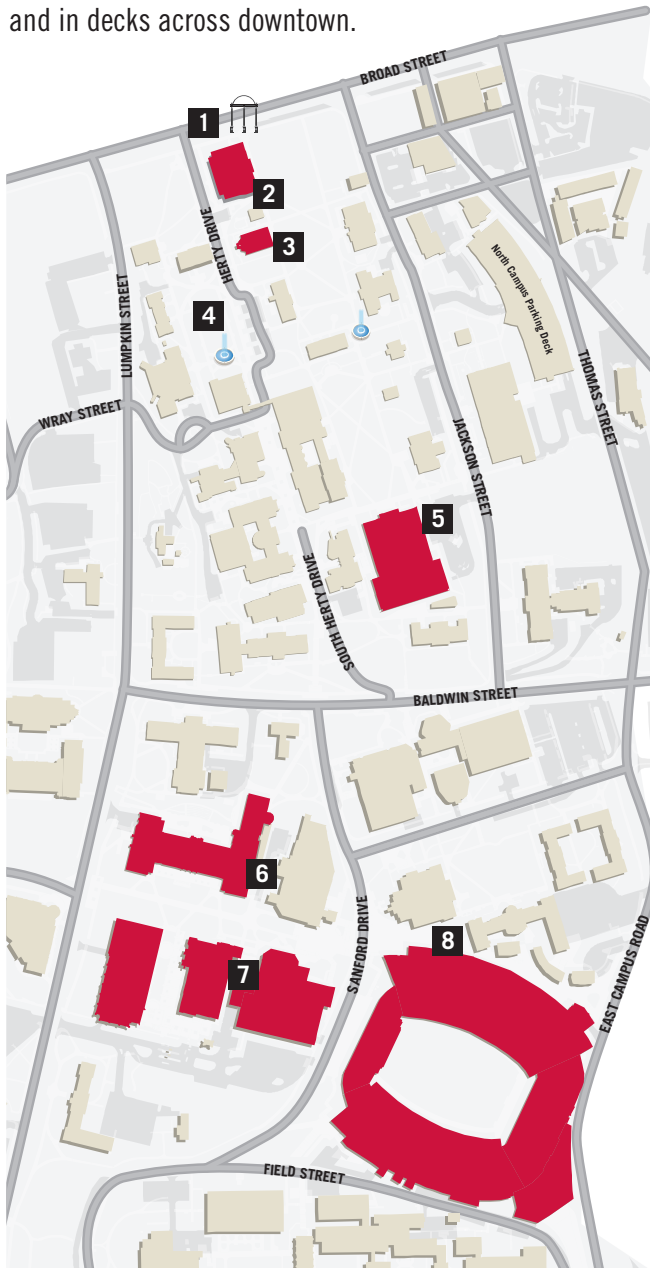 and in decks across downtown.
BROAD STREET
1
2
3
HERTY DRIVE
4
LUMPKIN STREET
North Campus Parking Deck
THOMAS STREET
WRAY STREET
JACKSON STREET
5
SOUTH HERTY DRIVE
BALDWIN STREET
6
SANFORD DRIVE
8
7
EAST CAMPUS ROAD
FIELD STREET